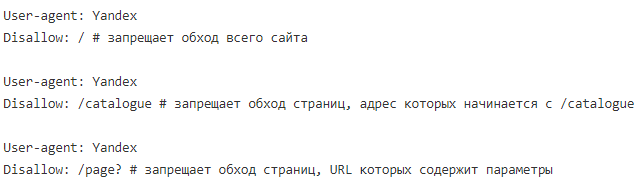 User-agent: Yandex
Disallow: / # запрещает обход всего сайта
User-agent: Yandex
Disallow: /catalogue # запрещает обход страниц, адрес которых начинается с /catalogue
User-agent: Yandex
Disallow: /page? # запрещает обход страниц, URL которых содержит параметры